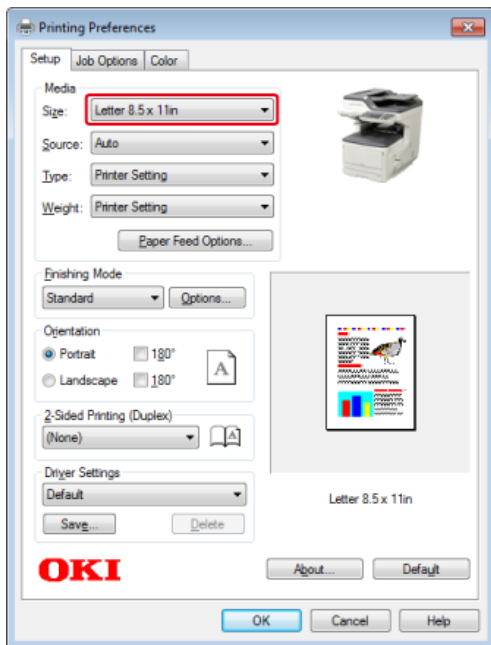 Printing Preferences
Setup Job Options Color
Media
Size: Letter 8.5 x 11in
Source: Auto
Type: Printer Setting
Weight: Printer Setting
Paper Feed Options...
Finishing Mode
Standard Options...
Orientation
Portrait 180°
Landscape 180°
A
2-Sided Printing (Duplex)
(None)
A
Driver Settings
Default
Save... Delete
Letter 8.5 x 11in
OKI
About... Default
OK Cancel Help